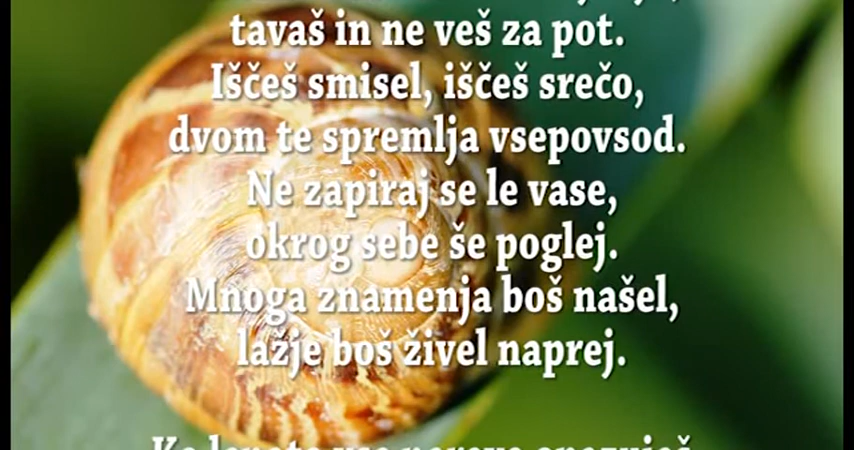 tavaš in ne veš za pot.
Iščeš smisel, iščeš srečo,
dvom te spremlja vsepovsod.
Ne zapiraj se le vase,
okrog sebe še poglej.
Mnoga znamenja boš našel,
lažje boš živel naprej.